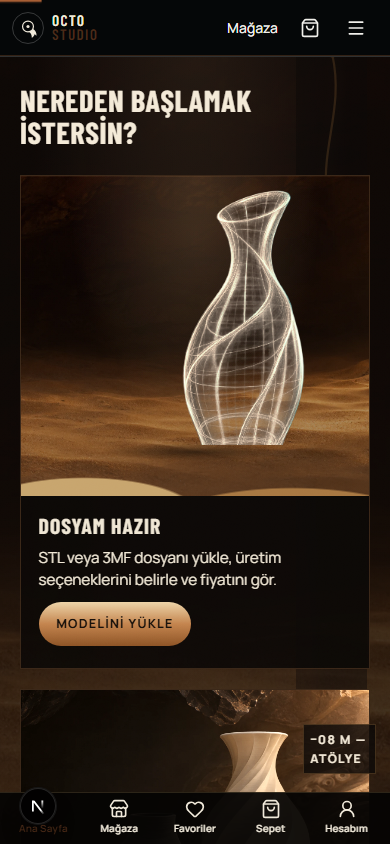 OCTO
STUDIO
Mağaza
NEREDEN BAŞLAMAK
İSTERSİN?
DOSYAM HAZIR
STL veya 3MF dosyanı yükle, üretim
seçeneklerini belirle ve fiyatını gör.
MODELİNİ YÜKLE
−08 M —
ATÖLYE
N
Ana Sayfa
Mağaza
Favoriler
Sepet
Hesabım